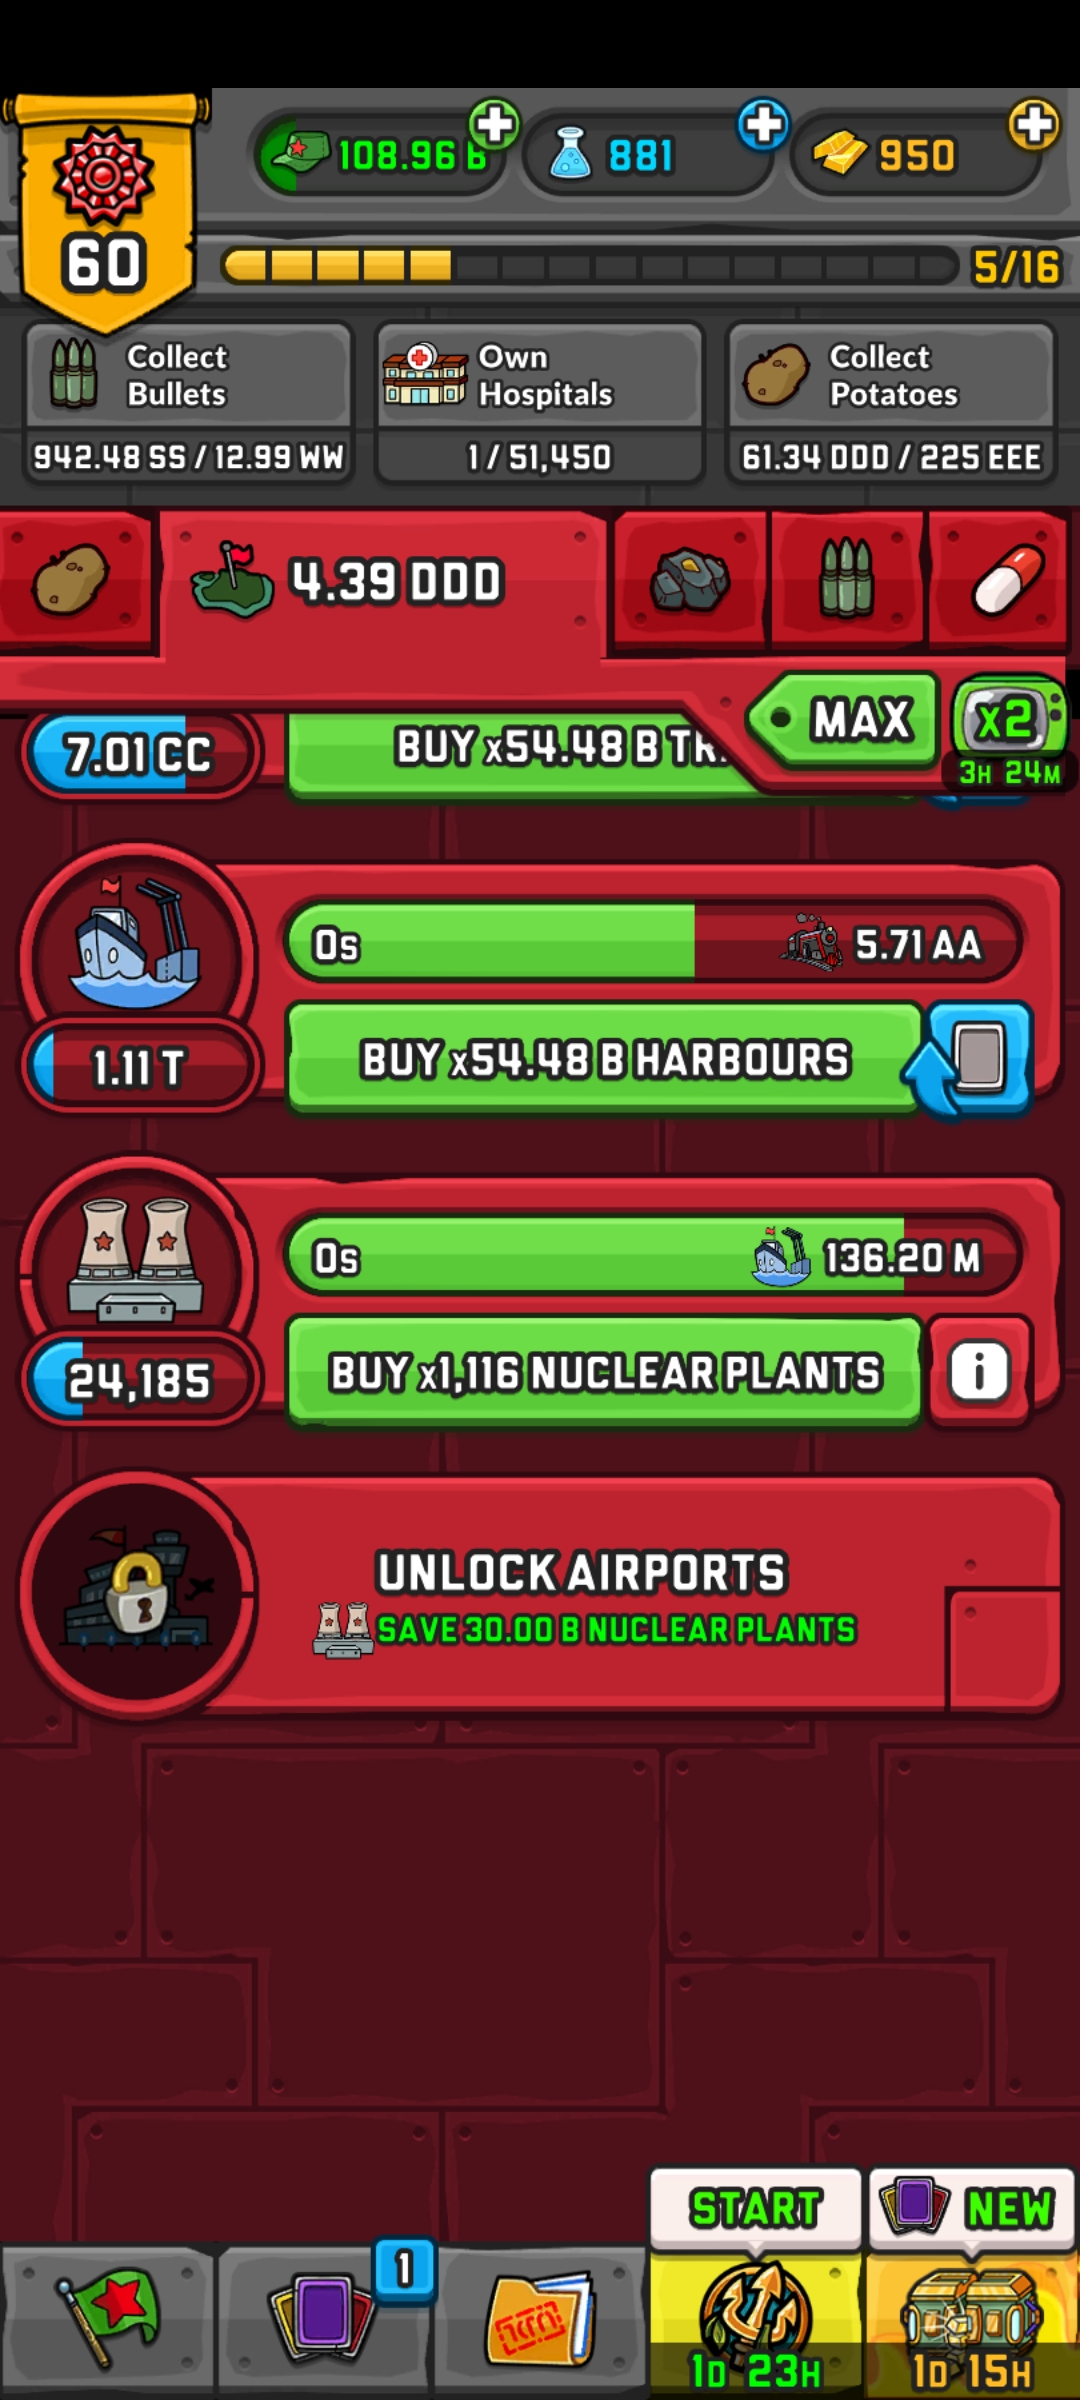 108.96 B
881
950
60
5/16
Collect
Bullets
942.48 SS / 12.99 WW
Own
Hospitals
1 / 51,450
Collect
Potatoes
61.34 DDD / 225 EEE
4.39 DDD
MAX
x2
3H 24M
7.01 CC
BUY x54.48 B
0s
5.71 AA
1.11 T
BUY x54.48 B HARBOURS
0s
136.20 M
24,185
BUY x1,116 NUCLEAR PLANTS
i
UNLOCK AIRPORTS
SAVE 30.00 B NUCLEAR PLANTS
START
NEW
1
1D 23H
1D 15H